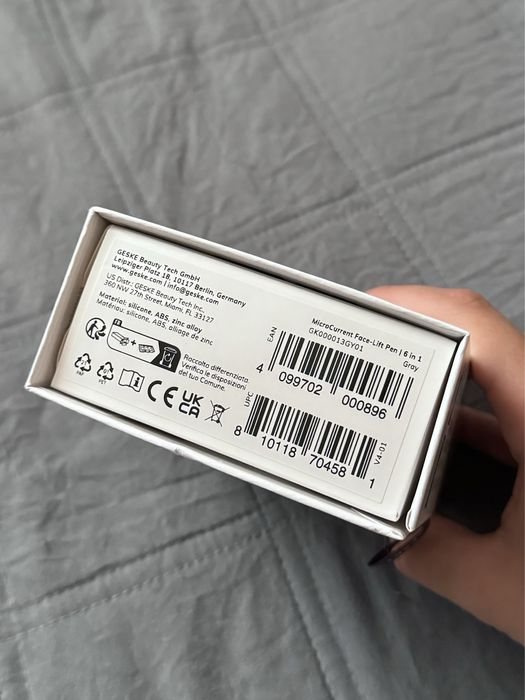 GESKE Beauty Tech GmbH
Leipziger Platz 18, 10117 Berlin, Germany
www.geske.com | info@geske.com
US Distr.: GESKE Beauty Tech Inc.
360 NW 27th Street, Miami, FL 33127
Material: silicone, ABS, zinc alloy
Matériau: silicone, ABS, alliage de zinc
Raccolta differenziata.
Verifica le disposizioni
del tuo Comune.
PAP
PET
CE
UK
CA
MicroCurrent Face-Lift Pen | 6 in 1
GK000013GY01
Gray
EAN
4 099702 000896
UPC
8 10118 70458 1
V4-01